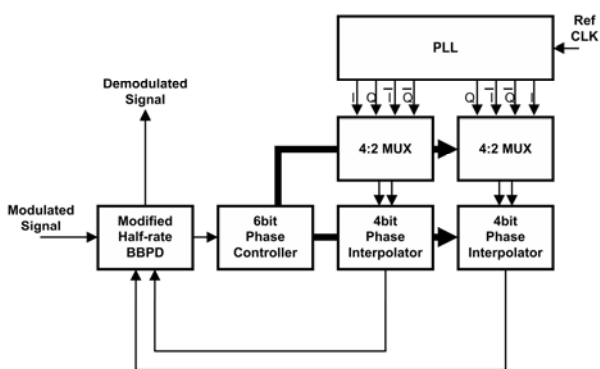 Ref
CLK
PLL
Demodulated
Signal
I Q I̅ Q̅
Q I̅ Q̅ I
4:2 MUX
4:2 MUX
Modulated
Signal
Modified
Half-rate
BBPD
6bit
Phase
Controller
4bit
Phase
Interpolator
4bit
Phase
Interpolator